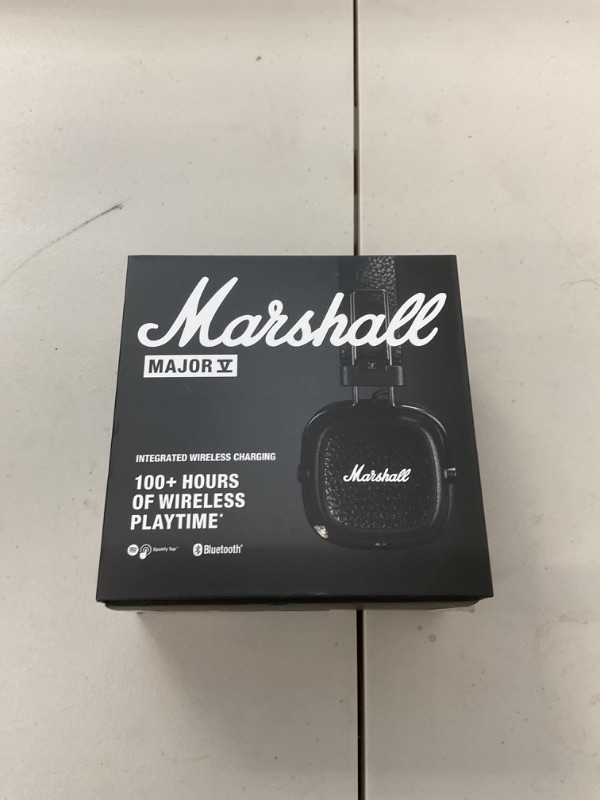 Marshall
MAJOR V
INTEGRATED WIRELESS CHARGING
100+ HOURS
OF WIRELESS
PLAYTIME*
Marshall
Spotify Tap™
Bluetooth®